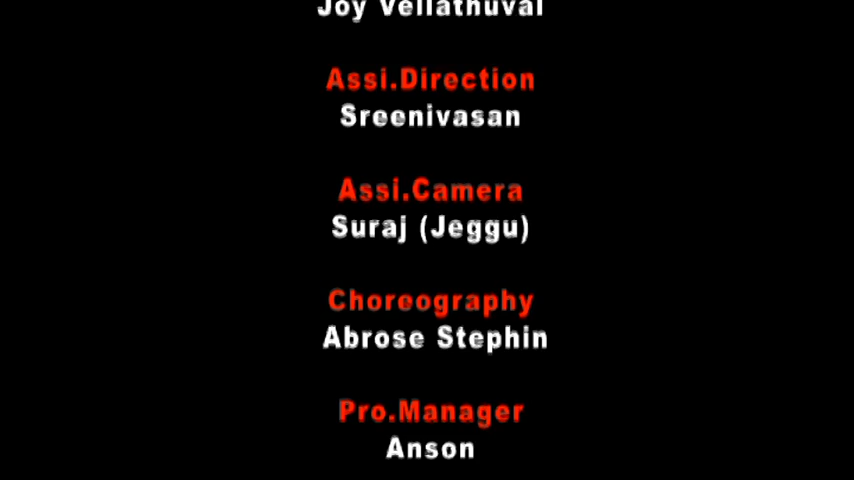 Joy Vellathuval
Assi.Direction
Sreenivasan
Assi.Camera
Suraj (Jeggu)
Choreography
Abrose Stephin
Pro.Manager
Anson